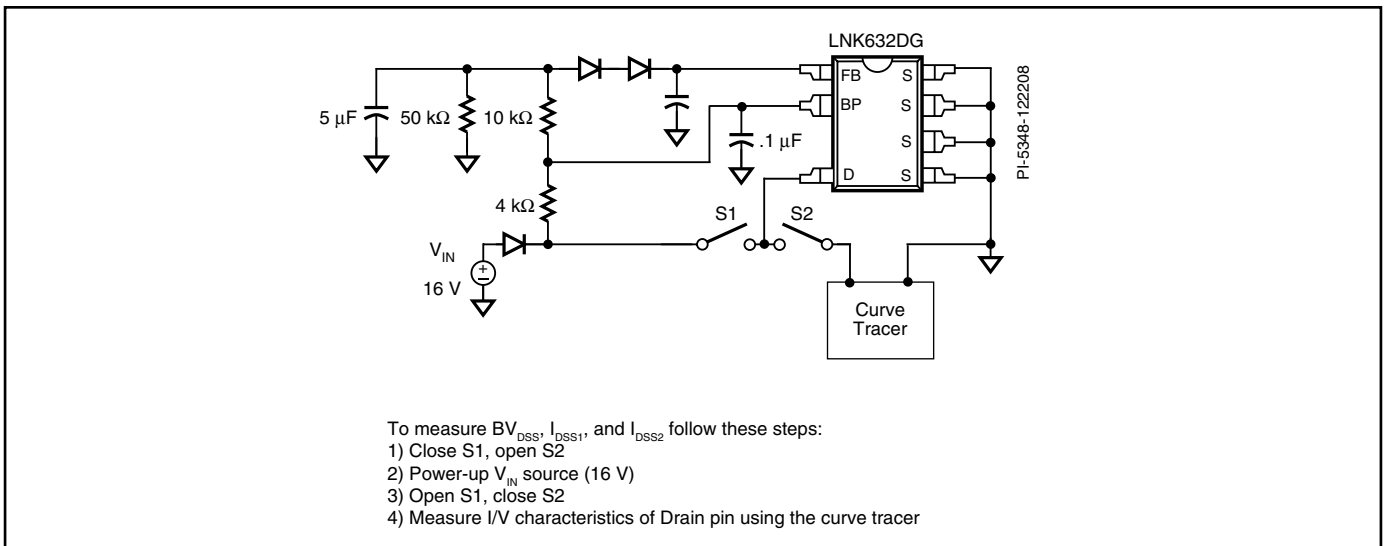 LNK632DG
FB
S
BP
S
S
D
S
5 μF
50 kΩ
10 kΩ
.1 μF
4 kΩ
S1
S2
V_IN
+
16 V
Curve
Tracer
PI-5348-122208
To measure BV_DSS, I_DSS1, and I_DSS2 follow these steps:
1) Close S1, open S2
2) Power-up V_IN source (16 V)
3) Open S1, close S2
4) Measure I/V characteristics of Drain pin using the curve tracer